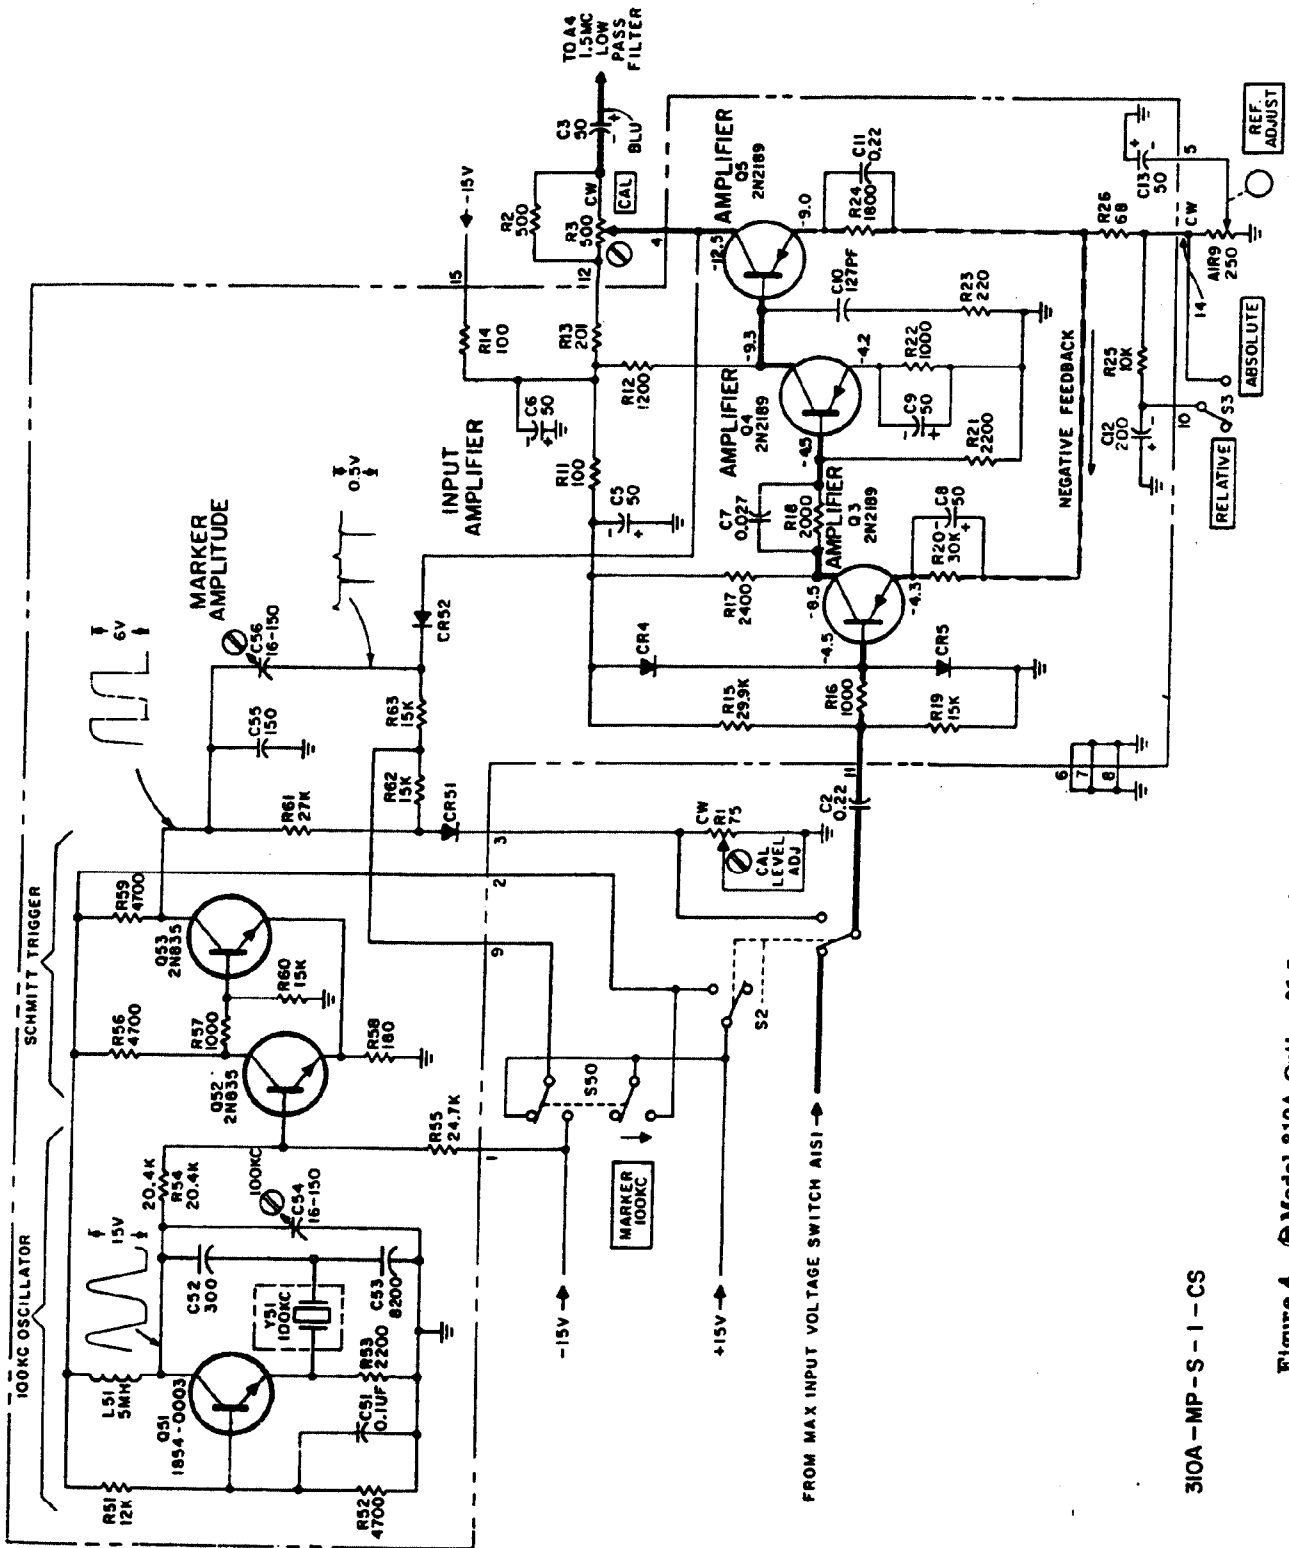 TO A4
1.5MC
LOW
PASS
FILTER
C3
50
- +
BLU
-15V
R2
500
CW
R3
500
CAL
15
12
4
R14
100
R13
201
C6
50
R12
1200
R11
100
C5
50
INPUT
AMPLIFIER
MARKER
AMPLITUDE
0.5V
6V
C56
16-150
C55
150
CR52
R63
15K
R62
15K
R61
27K
CR51
SCHMITT TRIGGER
R59
4700
Q53
2N835
R60
15K
R56
4700
R57
1000
Q52
2N835
R58
180
100KC OSCILLATOR
20.4K
R54
20.4K
100KC
C54
16-150
R55
24.7K
15V
C52
300
Y51
100KC
C53
8200
L51
5MH
Q51
1854-0003
R53
2200
C51
0.1UF
R51
12K
R52
4700
1
9
2
3
S50
S2
MARKER
100KC
-15V
+15V
FROM MAX INPUT VOLTAGE SWITCH A1S1
CW
R1
75
CAL
LEVEL
ADJ
C2
0.22
11
6
7
8
R15
29.9K
CR4
R16
1000
R19
15K
CR5
R17
2400
-8.5
-4.5
-4.3
AMPLIFIER
Q3
2N2189
C7
0.027
R18
2000
R20
30K
C8
50
AMPLIFIER
Q4
2N2189
-4.5
-9.3
-4.2
C9
50
R22
1000
R21
2200
C10
127PF
R23
220
AMPLIFIER
Q5
2N2189
-12.5
-9.0
R24
1800
C11
0.22
NEGATIVE FEEDBACK
R26
68
C13
50
5
CW
14
A1R9
250
REF.
ADJUST
R25
10K
C12
200
10
S3
ABSOLUTE
RELATIVE
310A-MP-S-1-CS